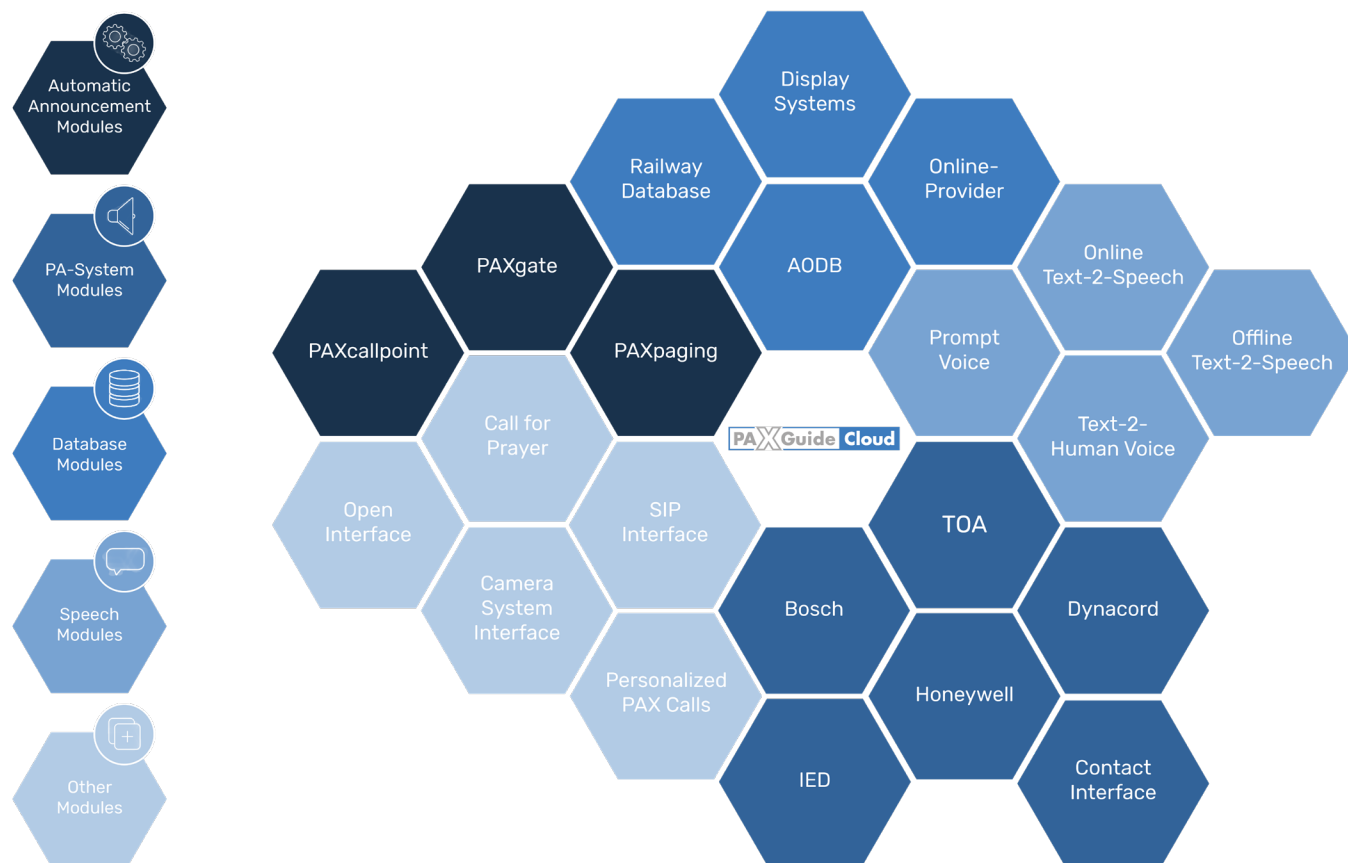 Automatic
Announcement
Modules
PA-System
Modules
Database
Modules
Speech
Modules
Other
Modules
Display
Systems
Railway
Database
Online-
Provider
PAXgate
AODB
Online
Text-2-Speech
PAXcallpoint
PAXpaging
Prompt
Voice
Offline
Text-2-Speech
Call for
Prayer
PAXGuide Cloud
Text-2-
Human Voice
Open
Interface
SIP
Interface
TOA
Camera
System
Interface
Bosch
Dynacord
Personalized
PAX Calls
Honeywell
IED
Contact
Interface